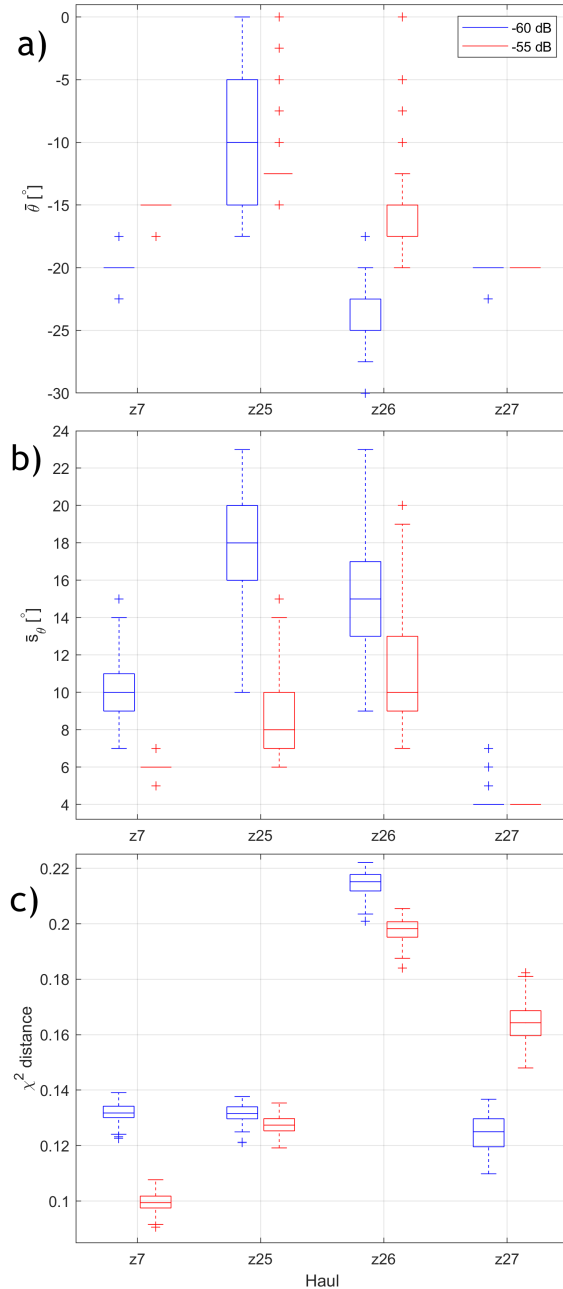 a)
0
-5
-10
-15
-20
-25
-30
θ̄ [°]
-60 dB
-55 dB
z7 z25 z26 z27
b)
24
22
20
18
16
14
12
10
8
6
4
s̄θ [°]
z7 z25 z26 z27
c)
0.22
0.2
0.18
0.16
0.14
0.12
0.1
χ² distance
z7 z25 z26 z27
Haul